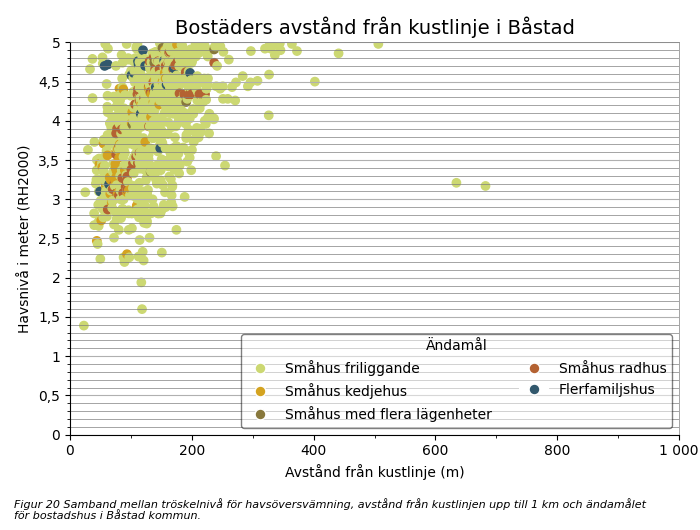 Bostäders avstånd från kustlinje i Båstad
Havsnivå i meter (RH2000)
5
4,5
4
3,5
3
2,5
2
1,5
1
0,5
0
0
200
400
600
800
1 000
Avstånd från kustlinje (m)
Ändamål
Småhus friliggande
Småhus kedjehus
Småhus med flera lägenheter
Småhus radhus
Flerfamiljshus
Figur 20 Samband mellan tröskelnivå för havsöversvämning, avstånd från kustlinjen upp till 1 km och ändamålet
för bostadshus i Båstad kommun.